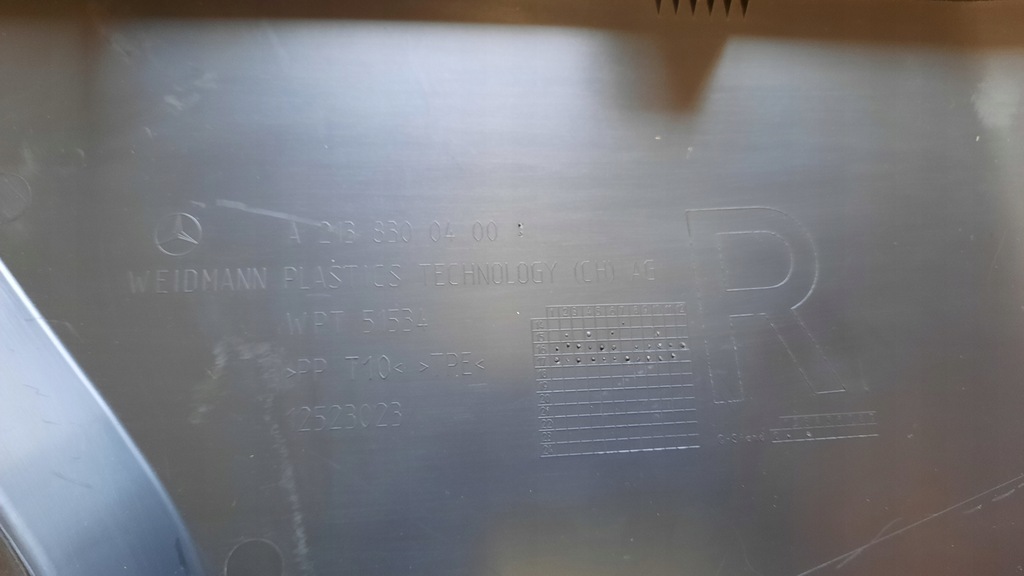 A 213 830 04 00
WEIDMANN PLASTICS TECHNOLOGY (CH) AG
WPT 51534
>PP T10< >TPE<
12523023
R